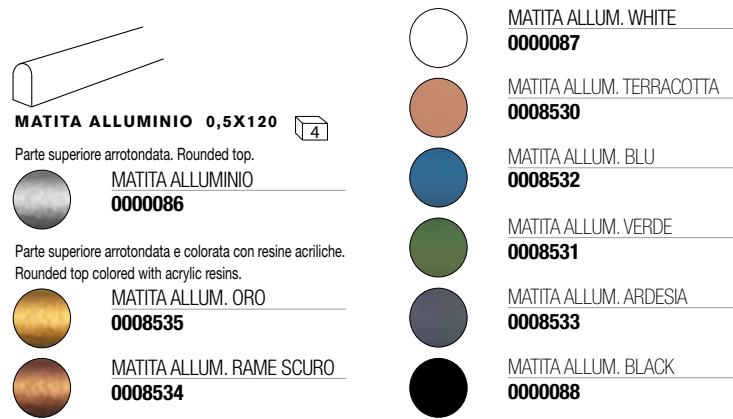 MATITA ALLUMINIO 0,5X120 4
Parte superiore arrotondata. Rounded top.
MATITA ALLUMINIO
0000086
Parte superiore arrotondata e colorata con resine acriliche.
Rounded top colored with acrylic resins.
MATITA ALLUM. ORO
0008535
MATITA ALLUM. RAME SCURO
0008534
MATITA ALLUM. WHITE
0000087
MATITA ALLUM. TERRACOTTA
0008530
MATITA ALLUM. BLU
0008532
MATITA ALLUM. VERDE
0008531
MATITA ALLUM. ARDESIA
0008533
MATITA ALLUM. BLACK
0000088